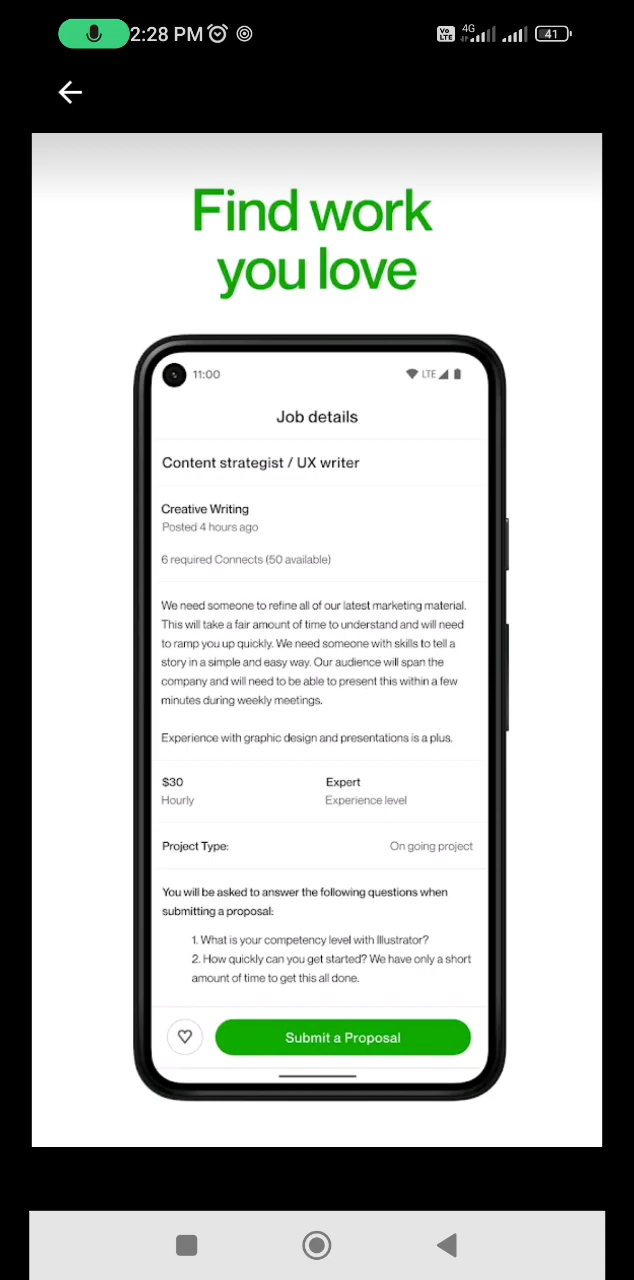 2:28 PM
Vo LTE 4G 41
Find work
you love
11:00 LTE
Job details
Content strategist / UX writer
Creative Writing
Posted 4 hours ago
6 required Connects (50 available)
We need someone to refine all of our latest marketing material.
This will take a fair amount of time to understand and will need
to ramp you up quickly. We need someone with skills to tell a
story in a simple and easy way. Our audience will span the
company and will need to be able to present this within a few
minutes during weekly meetings.
Experience with graphic design and presentations is a plus.
$30 Expert
Hourly Experience level
Project Type: On going project
You will be asked to answer the following questions when
submitting a proposal:
1. What is your competency level with Illustrator?
2. How quickly can you get started? We have only a short
amount of time to get this all done.
Submit a Proposal